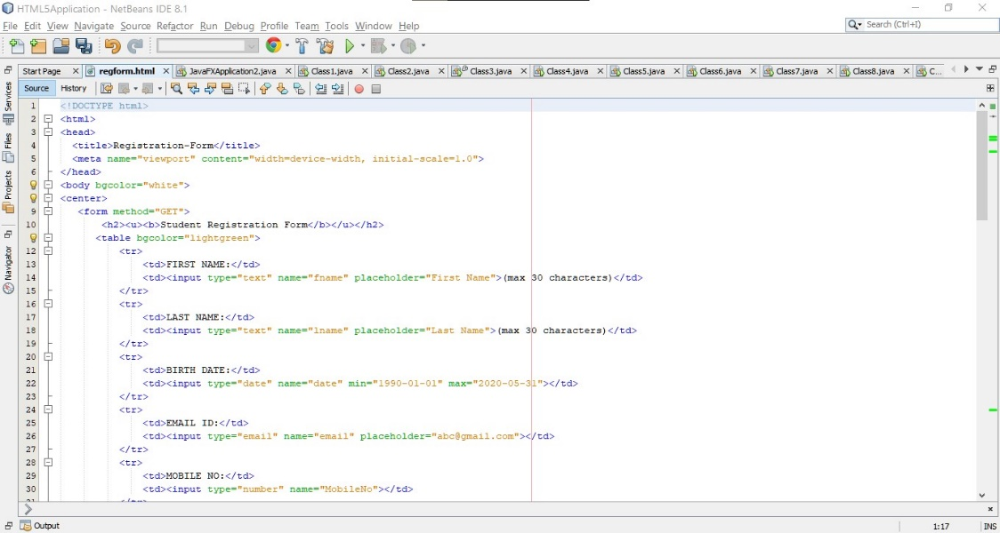 HTML5Application - NetBeans IDE 8.1
File Edit View Navigate Source Refactor Run Debug Profile Team Tools Window Help
Search (Ctrl+I)
Start Page regform.html JavaFXApplication2.java Class1.java Class2.java Class3.java Class4.java Class5.java Class6.java Class7.java Class8.java C...
Source History
Services
Files
Projects
Navigator
1 <!DOCTYPE html>
2 <html>
3 <head>
4 <title>Registration-Form</title>
5 <meta name="viewport" content="width=device-width, initial-scale=1.0">
6 </head>
<body bgcolor="white">
<center>
9 <form method="GET">
10 <h2><u><b>Student Registration Form</b></u></h2>
<table bgcolor="lightgreen">
12 <tr>
13 <td>FIRST NAME:</td>
14 <td><input type="text" name="fname" placeholder="First Name">(max 30 characters)</td>
15 </tr>
16 <tr>
17 <td>LAST NAME:</td>
18 <td><input type="text" name="lname" placeholder="Last Name">(max 30 characters)</td>
19 </tr>
20 <tr>
21 <td>BIRTH DATE:</td>
22 <td><input type="date" name="date" min="1990-01-01" max="2020-05-31"></td>
23 </tr>
24 <tr>
25 <td>EMAIL ID:</td>
26 <td><input type="email" name="email" placeholder="abc@gmail.com"></td>
27 </tr>
28 <tr>
29 <td>MOBILE NO:</td>
30 <td><input type="number" name="MobileNo"></td>
Output
1:17 INS